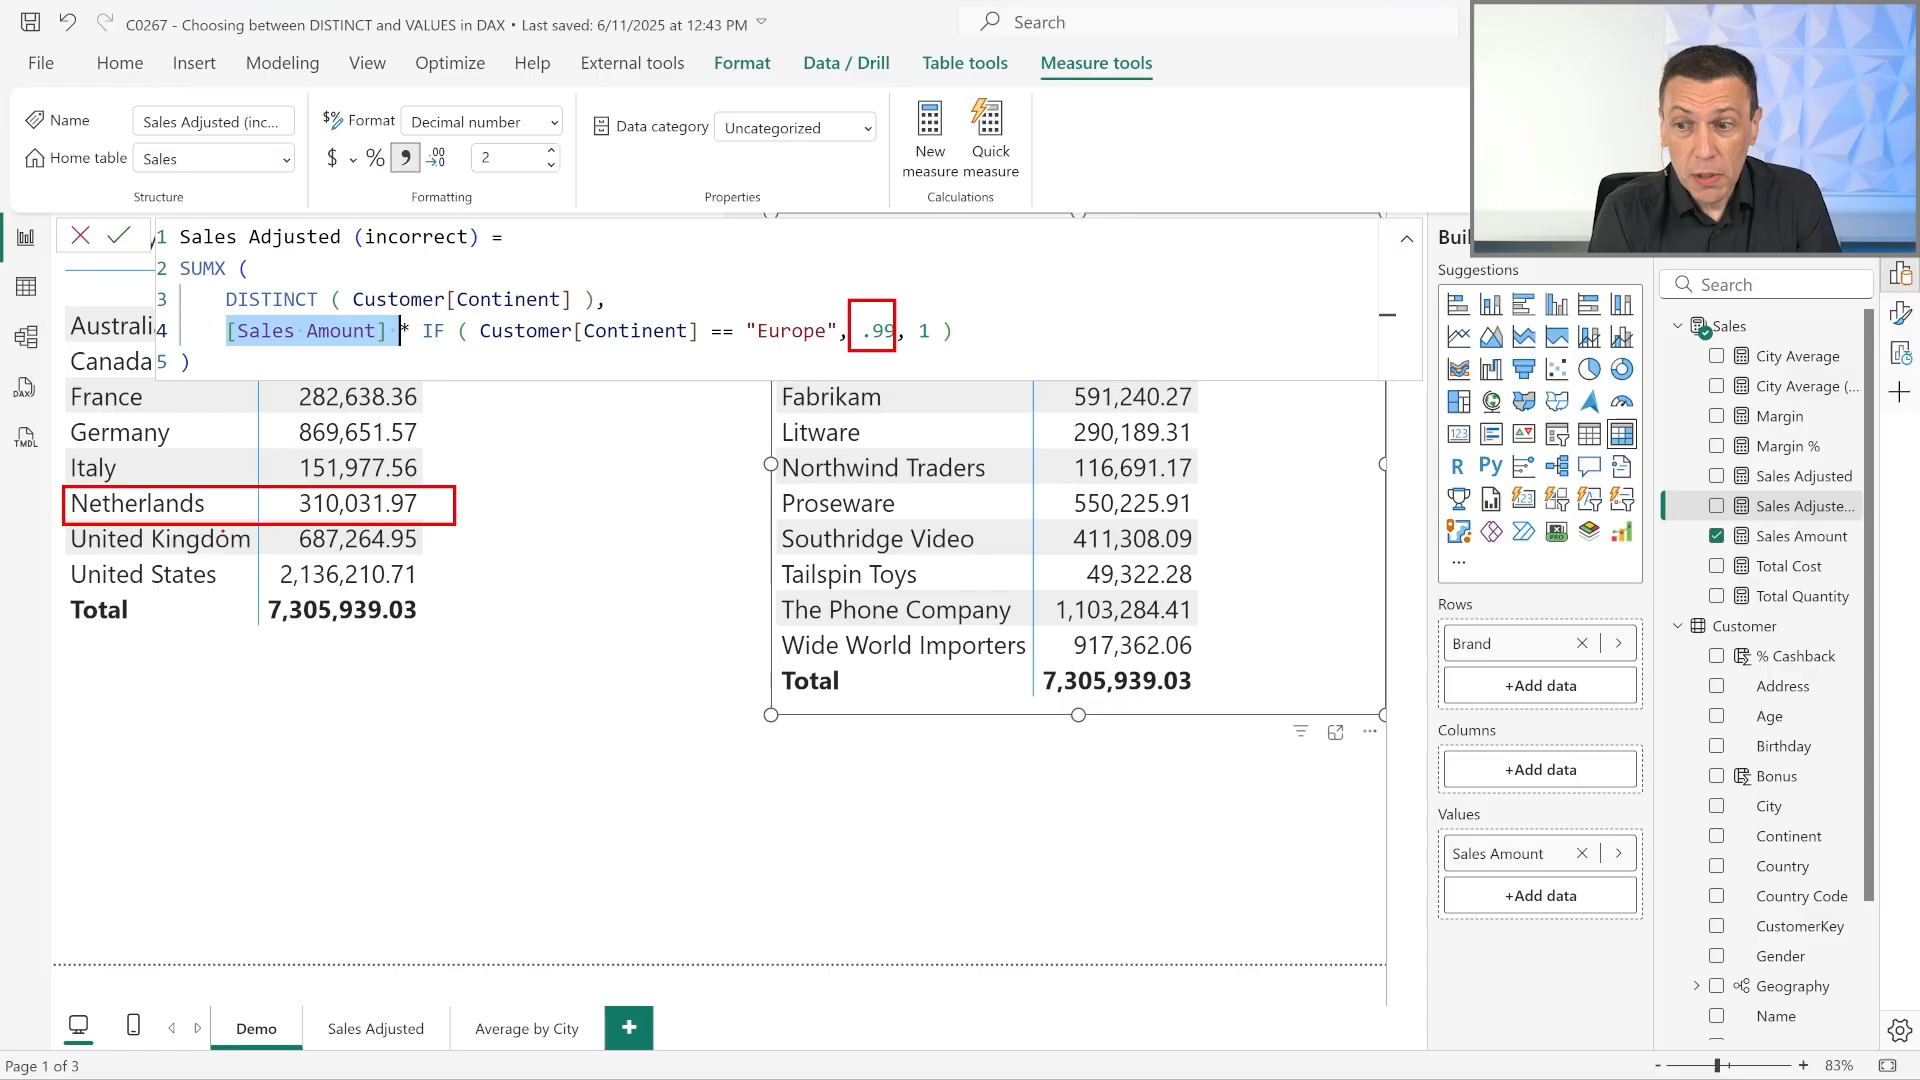 C0267 - Choosing between DISTINCT and VALUES in DAX • Last saved: 6/11/2025 at 12:43 PM
Search
File Home Insert Modeling View Optimize Help External tools Format Data / Drill Table tools Measure tools
Name Sales Adjusted (inc...
Home table Sales
Structure
$% Format Decimal number
$ % , .00 →0 2
Formatting
Data category Uncategorized
Properties
New measure
Quick measure
Calculations
1 Sales Adjusted (incorrect) =
2 SUMX (
3 DISTINCT ( Customer[Continent] ),
4 [Sales Amount] * IF ( Customer[Continent] == "Europe", .99, 1 )
5 )
Canada
France 282,638.36
Germany 869,651.57
Italy 151,977.56
Netherlands 310,031.97
United Kingdom 687,264.95
United States 2,136,210.71
Total 7,305,939.03
Fabrikam 591,240.27
Litware 290,189.31
Northwind Traders 116,691.17
Proseware 550,225.91
Southridge Video 411,308.09
Tailspin Toys 49,322.28
The Phone Company 1,103,284.41
Wide World Importers 917,362.06
Total 7,305,939.03
DAX
TMDL
Suggestions
123
R Py
123
PRO
...
Rows
Brand
+Add data
Columns
+Add data
Values
Sales Amount
+Add data
Search
Sales
City Average
City Average (...
Margin
Margin %
Sales Adjusted
Sales Adjuste...
Sales Amount
Total Cost
Total Quantity
Customer
% Cashback
Address
Age
Birthday
Bonus
City
Continent
Country
Country Code
CustomerKey
Gender
Geography
Name
Demo Sales Adjusted Average by City +
Page 1 of 3
- + 83%